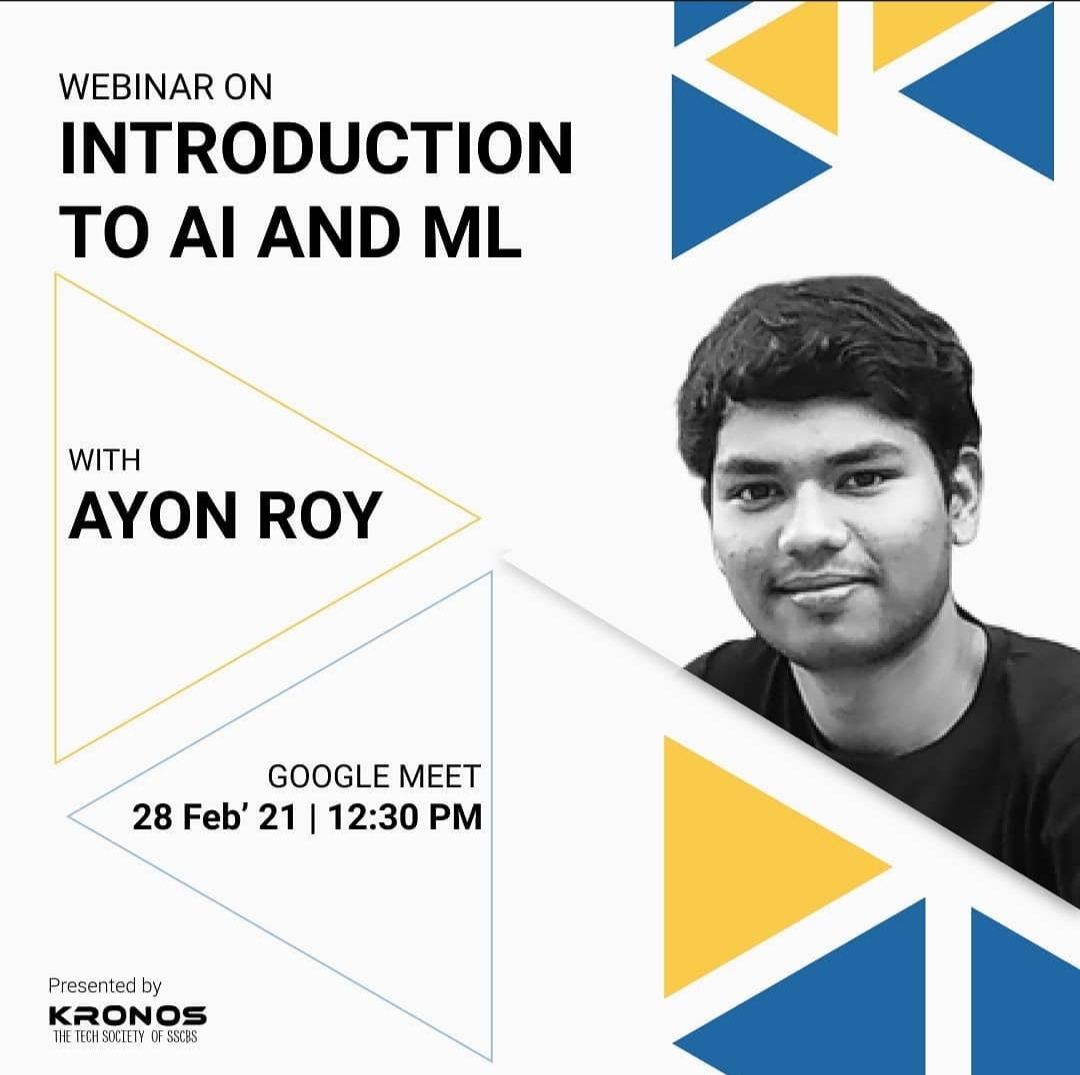 WEBINAR ON
INTRODUCTION
TO AI AND ML
WITH
AYON ROY
GOOGLE MEET
28 Feb’ 21 | 12:30 PM
Presented by
KRONOS
THE TECH SOCIETY OF SSCBS